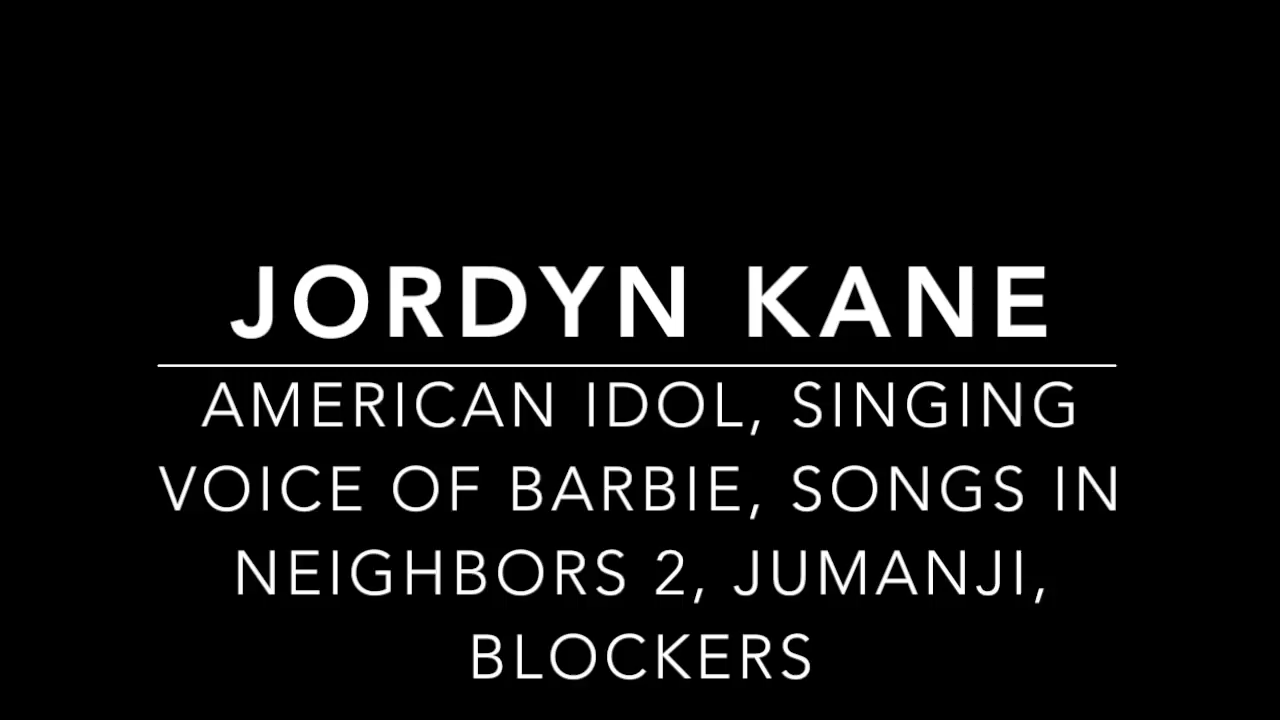 JORDYN KANE
AMERICAN IDOL, SINGING
VOICE OF BARBIE, SONGS IN
NEIGHBORS 2, JUMANJI,
BLOCKERS